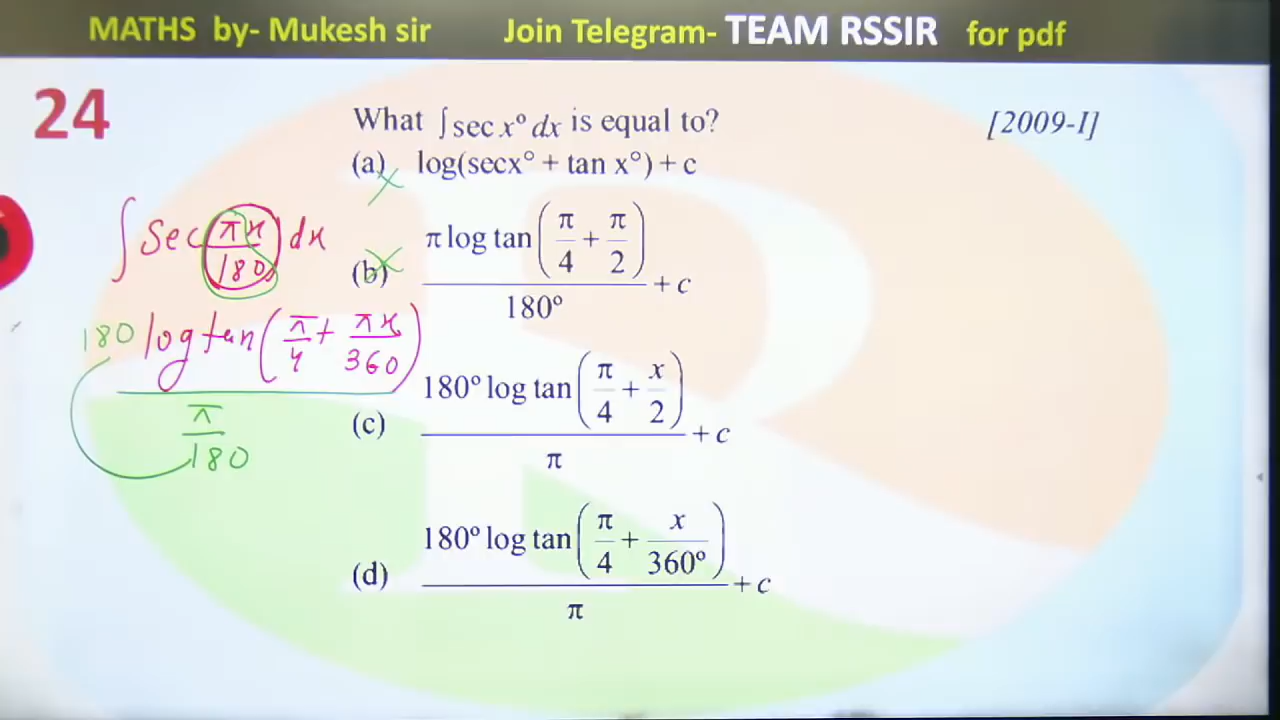 MATHS by- Mukesh sir Join Telegram- TEAM RSSIR for pdf
24
What ∫sec x° dx is equal to? [2009-I]
(a) log(secx° + tan x°) + c
(b) π log tan(π/4 + π/2) / 180° + c
(c) 180° log tan(π/4 + x/2) / π + c
(d) 180° log tan(π/4 + x/360°) / π + c
∫ Sec (πx/180) dx
180 log tan(π/4 + πx/360)
π/180